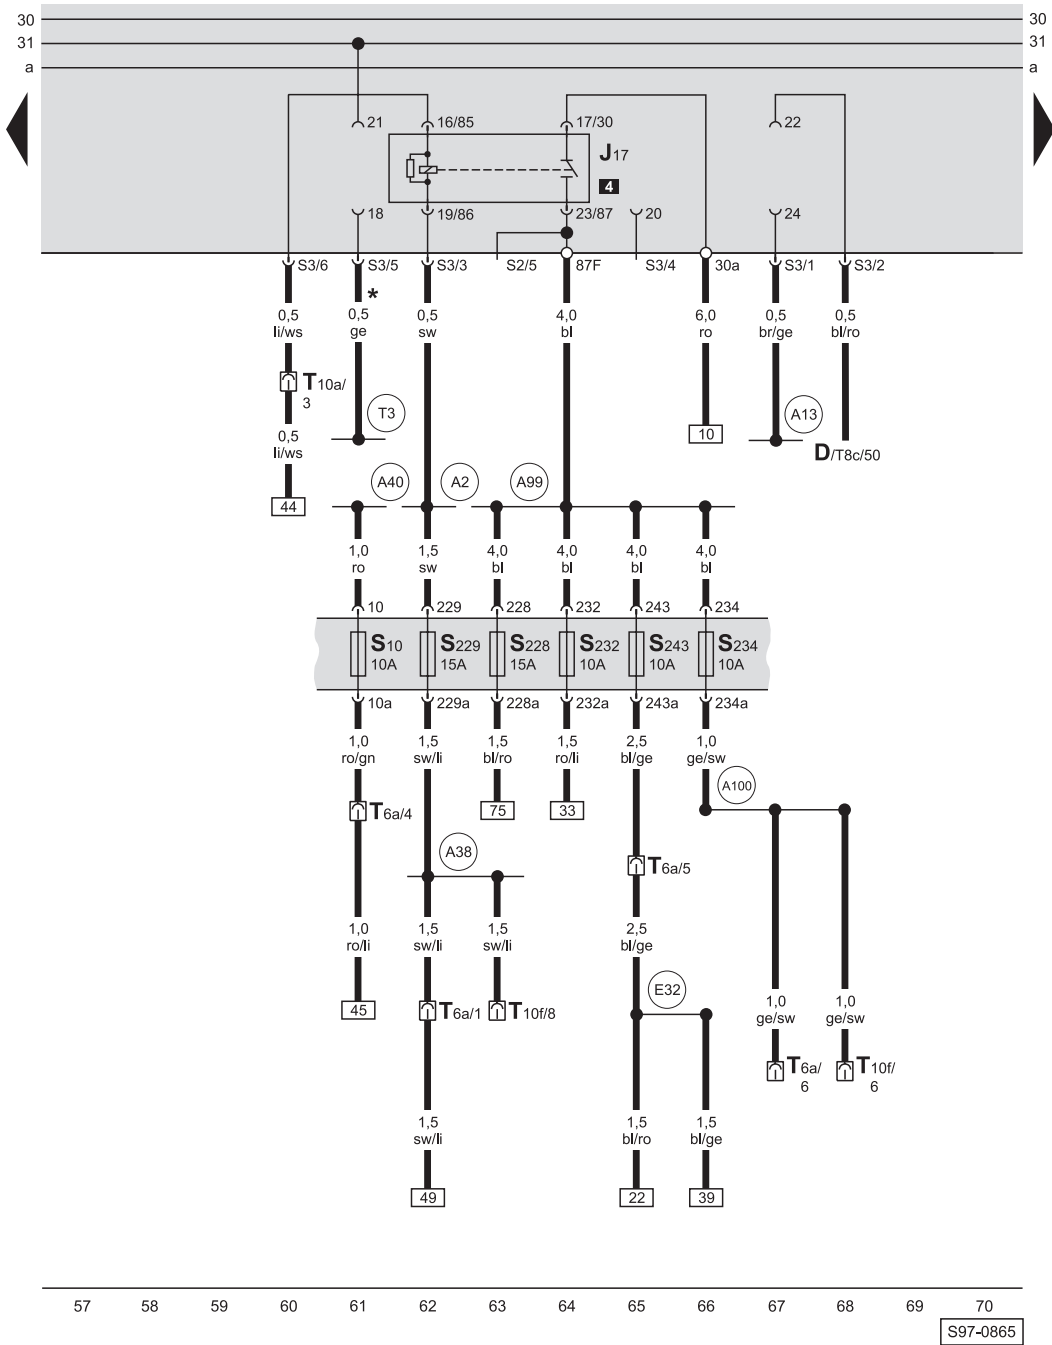 30 30
31 31
a a
21 16/85 17/30 22
J17
4
18 19/86 23/87 20 24
S3/6 S3/5 S3/3 S2/5 87F S3/4 30a S3/1 S3/2
*
0,5 0,5 0,5 4,0 6,0 0,5 0,5
li/ws ge sw bl ro br/ge bl/ro
T10a/
3
T3 A13
10
0,5
li/ws
D/T8c/50
A40 A2 A99
44
1,0 1,5 4,0 4,0 4,0 4,0
ro sw bl bl bl bl
10 229 228 232 243 234
S10 S229 S228 S232 S243 S234
10A 15A 15A 10A 10A 10A
10a 229a 228a 232a 243a 234a
1,0 1,5 1,5 1,5 2,5 1,0
ro/gn sw/li bl/ro ro/li bl/ge ge/sw
A100
T6a/4 75 33
A38
T6a/5
1,0 1,5 1,5 2,5
ro/li sw/li sw/li bl/ge
E32
45 T6a/1 T10f/8
1,0 1,0
ge/sw ge/sw
T6a/ T10f/
6 6
1,5 1,5 1,5
sw/li bl/ro bl/ge
49 22 39
57 58 59 60 61 62 63 64 65 66 67 68 69 70
S97-0865